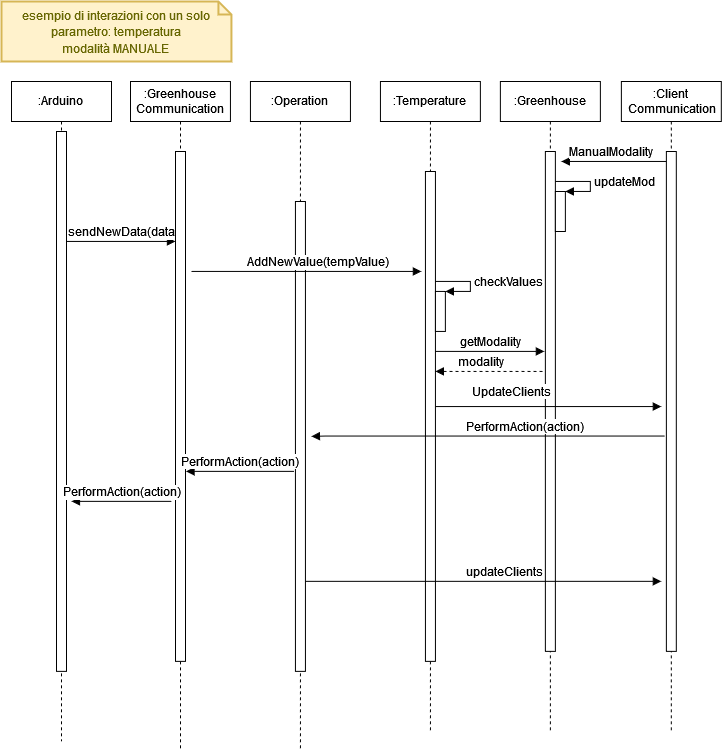 esempio di interazioni con un solo
parametro: temperatura
modalità MANUALE
:Arduino
:Greenhouse
Communication
:Operation
:Temperature
:Greenhouse
:Client
Communication
ManualModality
updateMod
sendNewData(data
AddNewValue(tempValue)
checkValues
getModality
modality
UpdateClients
PerformAction(action)
PerformAction(action)
PerformAction(action)
updateClients